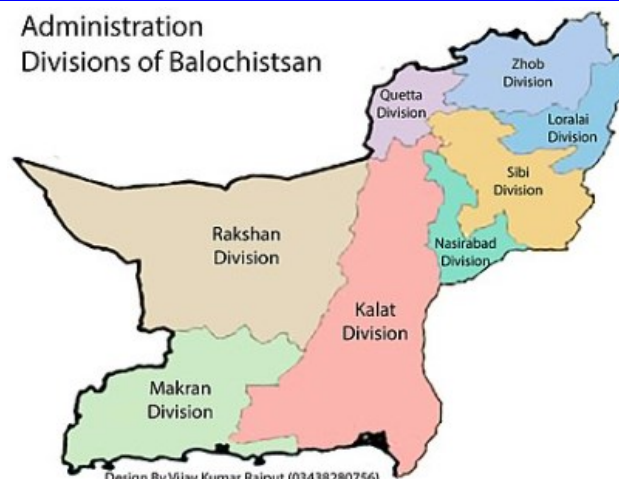 Administration
Divisions of Balochistsan
Zhob
Division
Quetta
Division
Loralai
Division
Sibi
Division
Rakshan
Division
Nasirabad
Division
Kalat
Division
Makran
Division
Design By Vijay Kumar Rajput (03438280756)